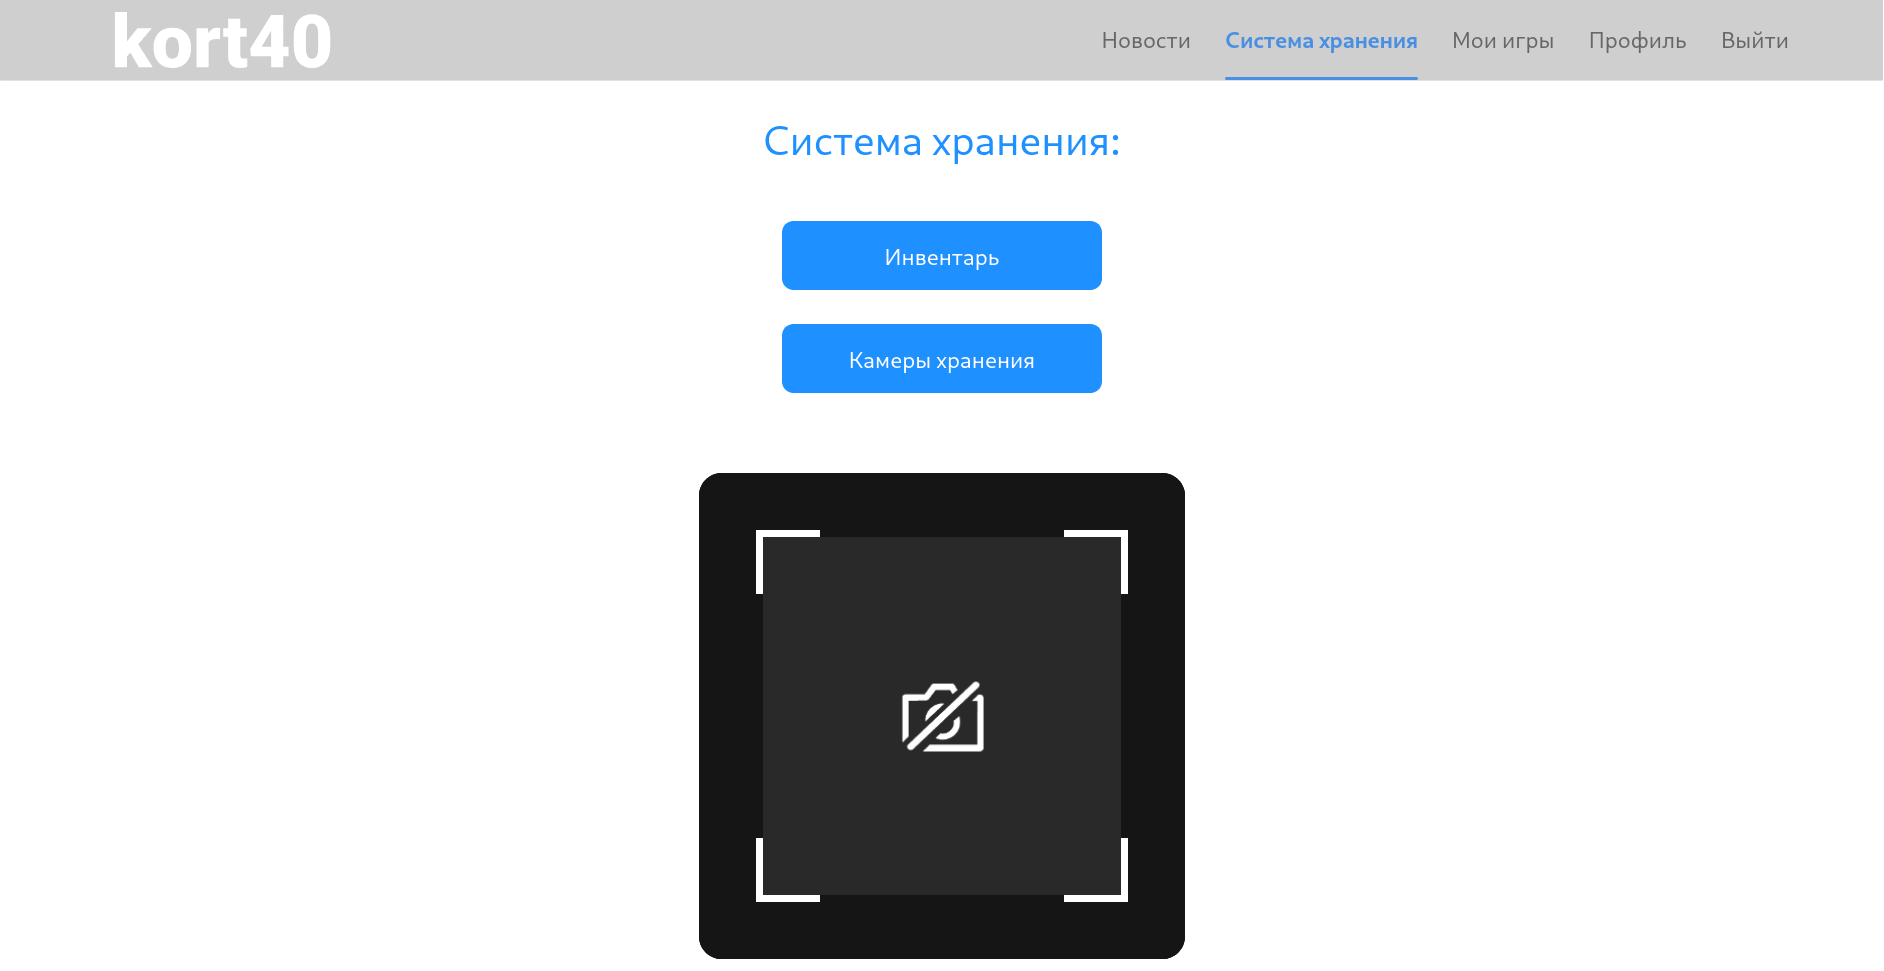 kort40
Новости Система хранения Мои игры Профиль Выйти
Система хранения:
Инвентарь
Камеры хранения